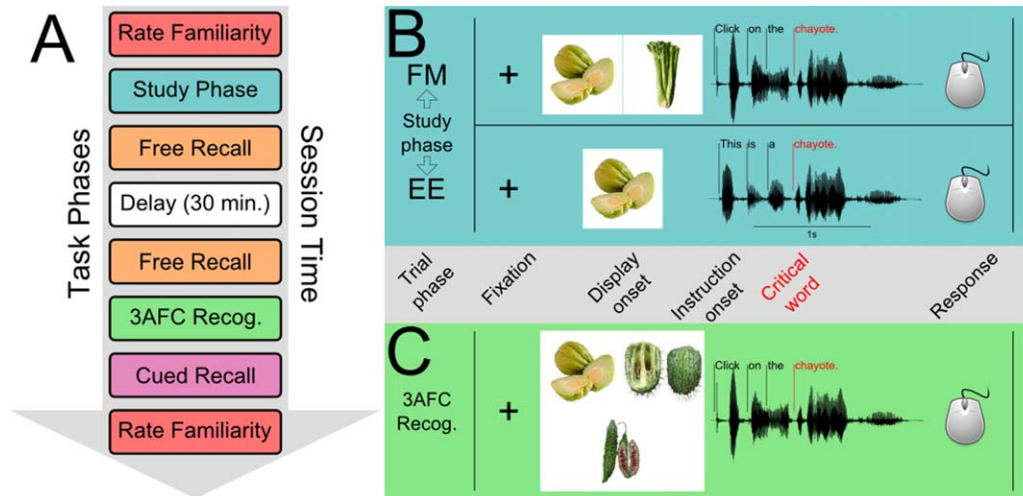 A
Task Phases
Session Time
Rate Familiarity
Study Phase
Free Recall
Delay (30 min.)
Free Recall
3AFC Recog.
Cued Recall
Rate Familiarity
B
FM
Study
phase
EE
+
Click on the chayote.
+
This is a chayote.
1s
Trial
phase
Fixation
Display
onset
Instruction
onset
Critical
word
Response
C
3AFC
Recog.
+
Click on the chayote.